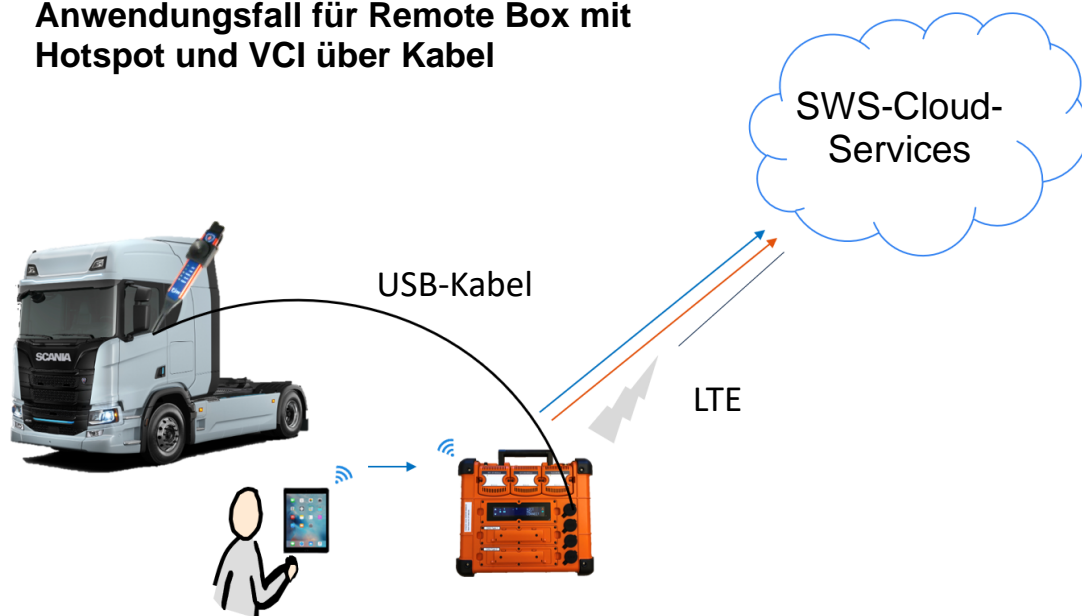 Anwendungsfall für Remote Box mit
Hotspot und VCI über Kabel
SWS-Cloud-
Services
USB-Kabel
SCANIA
LTE